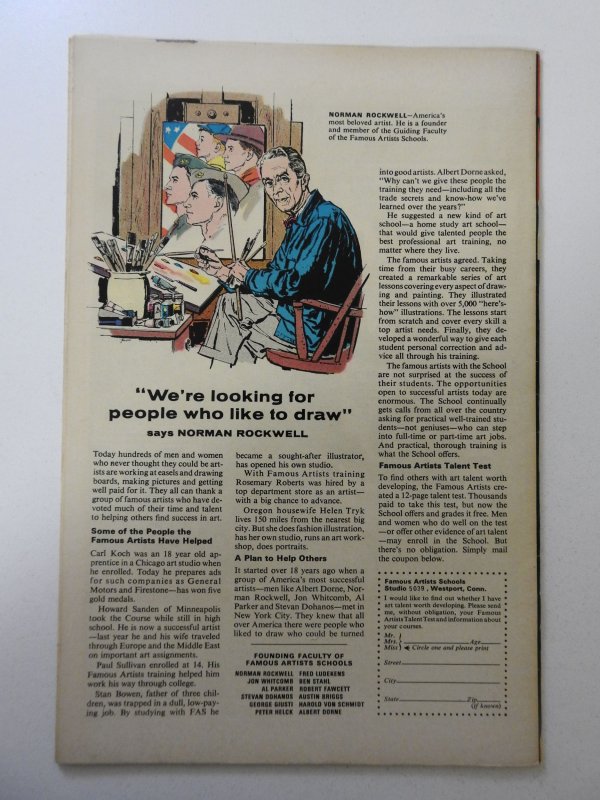 NORMAN ROCKWELL—America's
most beloved artist. He is a founder
and member of the Guiding Faculty
of the Famous Artists Schools.
"We're looking for
people who like to draw"
says NORMAN ROCKWELL
Today hundreds of men and women
who never thought they could be art-
ists are working at easels and drawing
boards, making pictures and getting
well paid for it. They all can thank a
group of famous artists who have de-
voted much of their time and talent
to helping others find success in art.
Some of the People the
Famous Artists Have Helped
Carl Koch was an 18 year old ap-
prentice in a Chicago art studio when
he enrolled. Today he prepares ads
for such companies as General
Motors and Firestone—has won five
gold medals.
Howard Sanden of Minneapolis
took the Course while still in high
school. He is now a successful artist
—last year he and his wife traveled
through Europe and the Middle East
on important art assignments.
Paul Sullivan enrolled at 14. His
Famous Artists training helped him
work his way through college.
Stan Bowen, father of three chil-
dren, was trapped in a dull, low-pay-
ing job. By studying with FAS he
became a sought-after illustrator,
has opened his own studio.
With Famous Artists training
Rosemary Roberts was hired by a
top department store as an artist—
with a big chance to advance.
Oregon housewife Helen Tryk
lives 150 miles from the nearest big
city. But she does fashion illustration,
has her own studio, runs an art work-
shop, does portraits.
A Plan to Help Others
It started over 18 years ago when a
group of America's most successful
artists—men like Albert Dorne, Nor-
man Rockwell, Jon Whitcomb, Al
Parker and Stevan Dohanos—met in
New York City. They knew that all
over America there were people who
liked to draw who could be turned
FOUNDING FACULTY OF
FAMOUS ARTISTS SCHOOLS
NORMAN ROCKWELL FRED LUDEKENS
JON WHITCOMB BEN STAHL
AL PARKER ROBERT FAWCETT
STEVAN DOHANOS AUSTIN BRIGGS
GEORGE GIUSTI HAROLD VON SCHMIDT
PETER HELCK ALBERT DORNE
into good artists. Albert Dorne asked,
"Why can't we give these people the
training they need—including all the
trade secrets and know-how we've
learned over the years?"
He suggested a new kind of art
school—a home study art school—
that would give talented people the
best professional art training, no
matter where they live.
The famous artists agreed. Taking
time from their busy careers, they
created a remarkable series of art
lessons covering every aspect of draw-
ing and painting. They illustrated
their lessons with over 5,000 "here's-
how" illustrations. The lessons start
from scratch and cover every skill a
top artist needs. Finally, they de-
veloped a wonderful way to give each
student personal correction and ad-
vice all through his training.
The famous artists with the School
are not surprised at the success of
their students. The opportunities
open to successful artists today are
enormous. The School continually
gets calls from all over the country
asking for practical well-trained stu-
dents—not geniuses—who can step
into full-time or part-time art jobs.
And practical, thorough training is
what the School offers.
Famous Artists Talent Test
To find others with art talent worth
developing, the Famous Artists cre-
ated a 12-page talent test. Thousands
paid to take this test, but now the
School offers and grades it free. Men
and women who do well on the test
—or offer other evidence of art talent
—may enroll in the School. But
there's no obligation. Simply mail
the coupon below.
Famous Artists Schools
Studio 5039, Westport, Conn.
I would like to find out whether I have
art talent worth developing. Please send
me, without obligation, your Famous
Artists Talent Test and information about
your courses.
Mr.
Mrs. Age
Miss Circle one and please print
Street
City
State Zip
(if known)